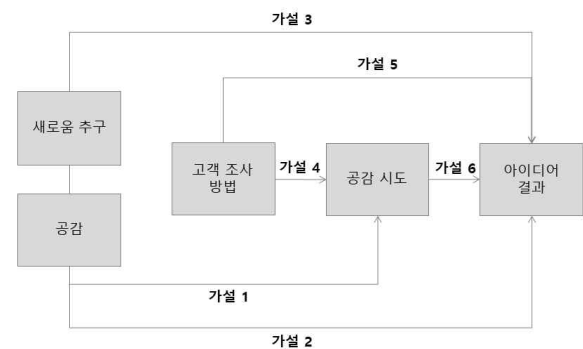 가설 3
가설 5
새로움 추구
고객 조사
방법
가설 4
공감 시도
가설 6
아이디어
결과
공감
가설 1
가설 2